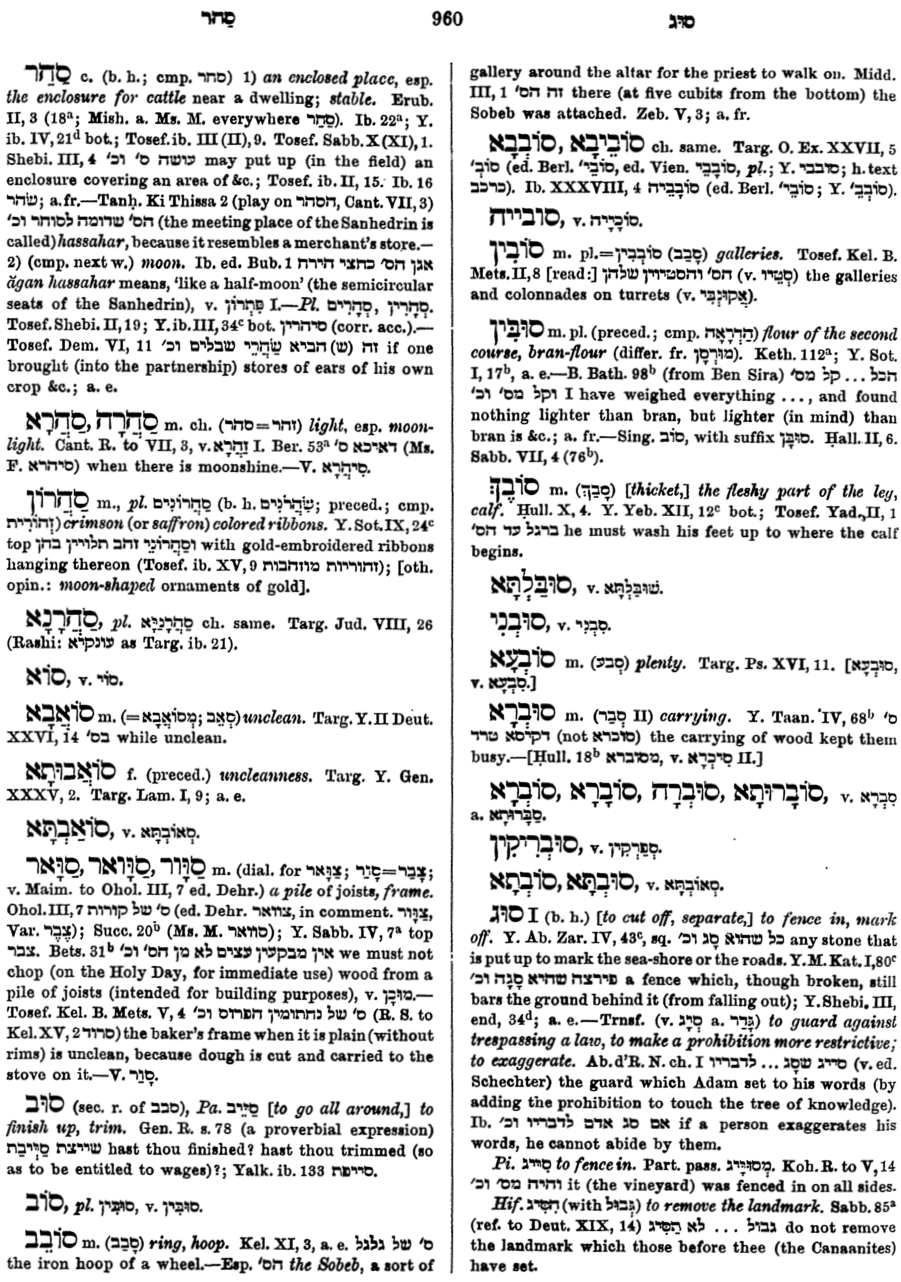 סַהַר 960 סוּג
סַהַר c. (b. h.; cmp. סחר) 1) an enclosed place, esp.
the enclosure for cattle near a dwelling; stable. Erub.
II, 3 (18a; Mish. a. Ms. M. everywhere סַחַר). Ib. 22a; Y.
ib. IV, 21d bot.; Tosef. ib. III (II), 9. Tosef. Sabb. X (XI), 1.
Shebi. III, 4 עושה ס׳ וכ׳ may put up (in the field) an
enclosure covering an area of &c.; Tosef. ib. II, 15. Ib. 16
שׂהר; a. fr.—Tanḥ. Ki Thissa 2 (play on הסהר, Cant. VII, 3)
הס׳ שדומה לסוחר וכ׳ (the meeting place of the Sanhedrin is
called) hassahar, because it resembles a merchant's store.—
2) (cmp. next w.) moon. Ib. ed. Bub. 1 אגן הס׳ כחצי הירח
ăgan hassahar means, 'like a half-moon' (the semicircular
seats of the Sanhedrin), v. פִּתְרוֹן I.—Pl. סְהָרִים, סְהָרִין.
Tosef. Shebi. II, 19; Y. ib. III, 34c bot. סיהרין (corr. acc.).—
Tosef. Dem. VI, 11 זה (ש) הביא שַׂהֲרֵי שבלים וכ׳ if one
brought (into the partnership) stores of ears of his own
crop &c.; a. e.
סַהֲרָא, סַהֲרָה m. ch. (סהר=זהר) light, esp. moon-
light. Cant. R. to VII, 3, v. זַהֲרָא I. Ber. 53a דאיכא ס׳ (Ms.
F. סיהרא) when there is moonshine.—V. סִיהֲרָא.
סַהֲרוֹן m., pl. סַהֲרוֹנִים (b. h. שַׂהֲרֹנִים; preced.; cmp.
זְהוֹרִית) crimson (or saffron) colored ribbons. Y. Sot. IX, 24c
top וסַהֲרוֹנֵי זהב תלויין בהן with gold-embroidered ribbons
hanging thereon (Tosef. ib. XV, 9 זהוריות מוזהבות); [oth.
opin.: moon-shaped ornaments of gold].
סַהֲרָנָא, pl. סַהֲרָנַיָּא ch. same. Targ. Jud. VIII, 26
(Rashi: עונקיא as Targ. ib. 21).
סוֹא, v. סוֹי.
סוֹאֲבָא m. (=מְסוֹאֲבָא; סְאֵב) unclean. Targ. Y. II Deut.
XXVI, 14 בס׳ while unclean.
סוֹאֲבוּתָא f. (preced.) uncleanness. Targ. Y. Gen.
XXXV, 2. Targ. Lam. I, 9; a. e.
סוֹאַבְתָּא, v. סְאוֹבְתָּא.
סַוּוּר, סַוּואר, סַוָּאר m. (dial. for צַוָּאר; סָוַר=צָבַר;
v. Maim. to Ohol. III, 7 ed. Dehr.) a pile of joists, frame.
Ohol. III, 7 ס׳ של קורות (ed. Dehr. צוואר, in comment. צַוּוּר,
Var. צֶבֶר); Succ. 20b (Ms. M. סוואר); Y. Sabb. IV, 7a top
צבר. Bets. 31b אין מבקעין עצים לא מן הס׳ וכ׳ we must not
chop (on the Holy Day, for immediate use) wood from a
pile of joists (intended for building purposes), v. מוּכָן.—
Tosef. Kel. B. Mets. V, 4 ס׳ של נחתומין הפרוס וכ׳ (R. S. to
Kel. XV, 2 סרוד) the baker's frame when it is plain (without
rims) is unclean, because dough is cut and carried to the
stove on it.—V. סָוַר.
סוּב (sec. r. of סבב), Pa. סַיֵּיב [to go all around,] to
finish up, trim. Gen. R. s. 78 (a proverbial expression)
שייצת סַיְּיבַת hast thou finished? hast thou trimmed (so
as to be entitled to wages)?; Yalk. ib. 133 סייפת.
סוֹב, pl. סוּבִּין, v. סוּבִּין.
סוֹבֵב m. (סָבַב) ring, hoop. Kel. XI, 3, a. e. ס׳ של גלגל
the iron hoop of a wheel.—Esp. הס׳ the Sobeb, a sort of
gallery around the altar for the priest to walk on. Midd.
III, 1 זה הס׳ there (at five cubits from the bottom) the
Sobeb was attached. Zeb. V, 3; a. fr.
סוֹבְבָא, סוֹבֵיבָא ch. same. Targ. O. Ex. XXVII, 5
סוֹב׳ (ed. Berl. סוֹבֵי׳, ed. Vien. סוֹבָבֵי, pl.; Y. סובבי; h. text
כרכב). Ib. XXXVIII, 4 סוֹבָבֵיהּ (ed. Berl. סוֹבֵי׳; Y. סוֹבְ׳).
סובייה, v. סוֹכָיָיה.
סוֹבִין m. pl.=סוֹבְבִין (סָבַב) galleries. Tosef. Kel. B.
Mets. II, 8 [read:] הס׳ והסטיוין שלהן (v. סְטָיו) the galleries
and colonnades on turrets (v. אֲקוּנְבֵּי).
סוּבִּין m. pl. (preced.; cmp. הַדְרָאָה) flour of the second
course, bran-flour (differ. fr. מוּרְסָן). Keth. 112a; Y. Sot.
I, 17b, a. e.—B. Bath. 98b (from Ben Sira) הכל ... קל מס׳
וקל מס׳ וכ׳ I have weighed everything ..., and found
nothing lighter than bran, but lighter (in mind) than
bran is &c.; a. fr.—Sing. סוֹב, with suffix סוּבָּן. Ḥall. II, 6.
Sabb. VII, 4 (76b).
סוֹבֶךְ m. (סָבַךְ) [thicket,] the fleshy part of the leg,
calf. Ḥull. X, 4. Y. Yeb. XII, 12c bot.; Tosef. Yad. II, 1
ברגל עד הס׳ he must wash his feet up to where the calf
begins.
סוּבַּלְתָּא, v. שׁוּבַּלְתָּא.
סוּבְנִי, v. סִבְנִי.
סוֹבְעָא m. (סבע) plenty. Targ. Ps. XVI, 11. [סוּבְעָא,
v. סִבְעָא.]
סוּבְרָא m. (סְבַר II) carrying. Y. Taan. IV, 68b ס׳
דקיסא טרד (not סוכרא) the carrying of wood kept them
busy.—[Ḥull. 18b מסוברא, v. סִיבְרָא II.]
סוֹבְרָא, סוֹבָרָא, סוּבְרָה, סוֹבָרוּתָא, v. סִבְרָא
a. סַבָּרוּתָא.
סוּבְרִיקִין, v. סְפַרְקִין.
סוֹבְתָא, סוּבְתָּא, v. סְאוֹבְתָּא.
סוּג I (b. h.) [to cut off, separate,] to fence in, mark
off. Y. Ab. Zar. IV, 43c, sq. כל שהוא סָג וכ׳ any stone that
is put up to mark the sea-shore or the roads. Y. M. Kat. I, 80c
פירצה שהיא סָגָה וכ׳ a fence which, though broken, still
bars the ground behind it (from falling out); Y. Shebi. III,
end, 34d; a. e.—Trnsf. (v. סְיָג a. גָּדַר) to guard against
trespassing a law, to make a prohibition more restrictive;
to exaggerate. Ab. d'R. N. ch. I סייג שסג ... לדבריו (v. ed.
Schechter) the guard which Adam set to his words (by
adding the prohibition to touch the tree of knowledge).
Ib. אם סג אדם לדבריו וכ׳ if a person exaggerates his
words, he cannot abide by them.
Pi. סִיֵּיג to fence in. Part. pass. מְסוּיָּיג. Koh. R. to V, 14
והיה מס׳ וכ׳ it (the vineyard) was fenced in on all sides.
Hif. הִסִּיג (with גְּבוּל) to remove the landmark. Sabb. 85a
(ref. to Deut. XIX, 14) גבול ... לא הַסִּיג do not remove
the landmark which those before thee (the Canaanites)
have set.